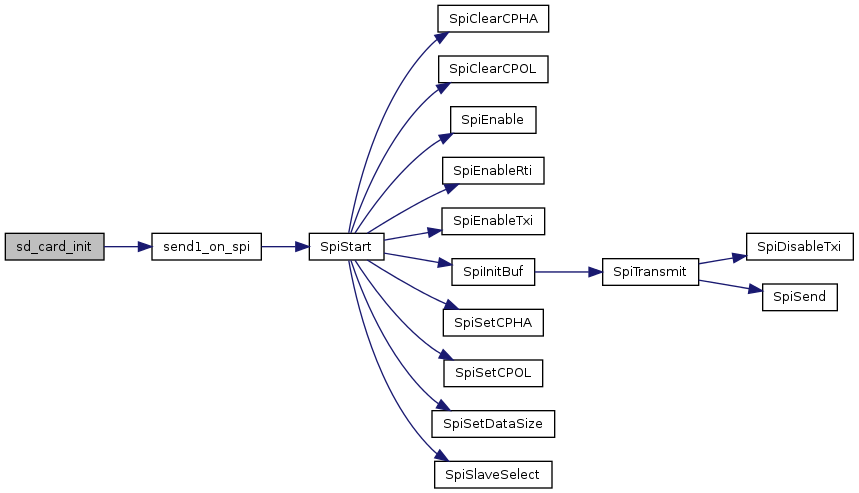 sd_card_init
send1_on_spi
SpiStart
SpiClearCPHA
SpiClearCPOL
SpiEnable
SpiEnableRti
SpiEnableTxi
SpiInitBuf
SpiSetCPHA
SpiSetCPOL
SpiSetDataSize
SpiSlaveSelect
SpiTransmit
SpiDisableTxi
SpiSend